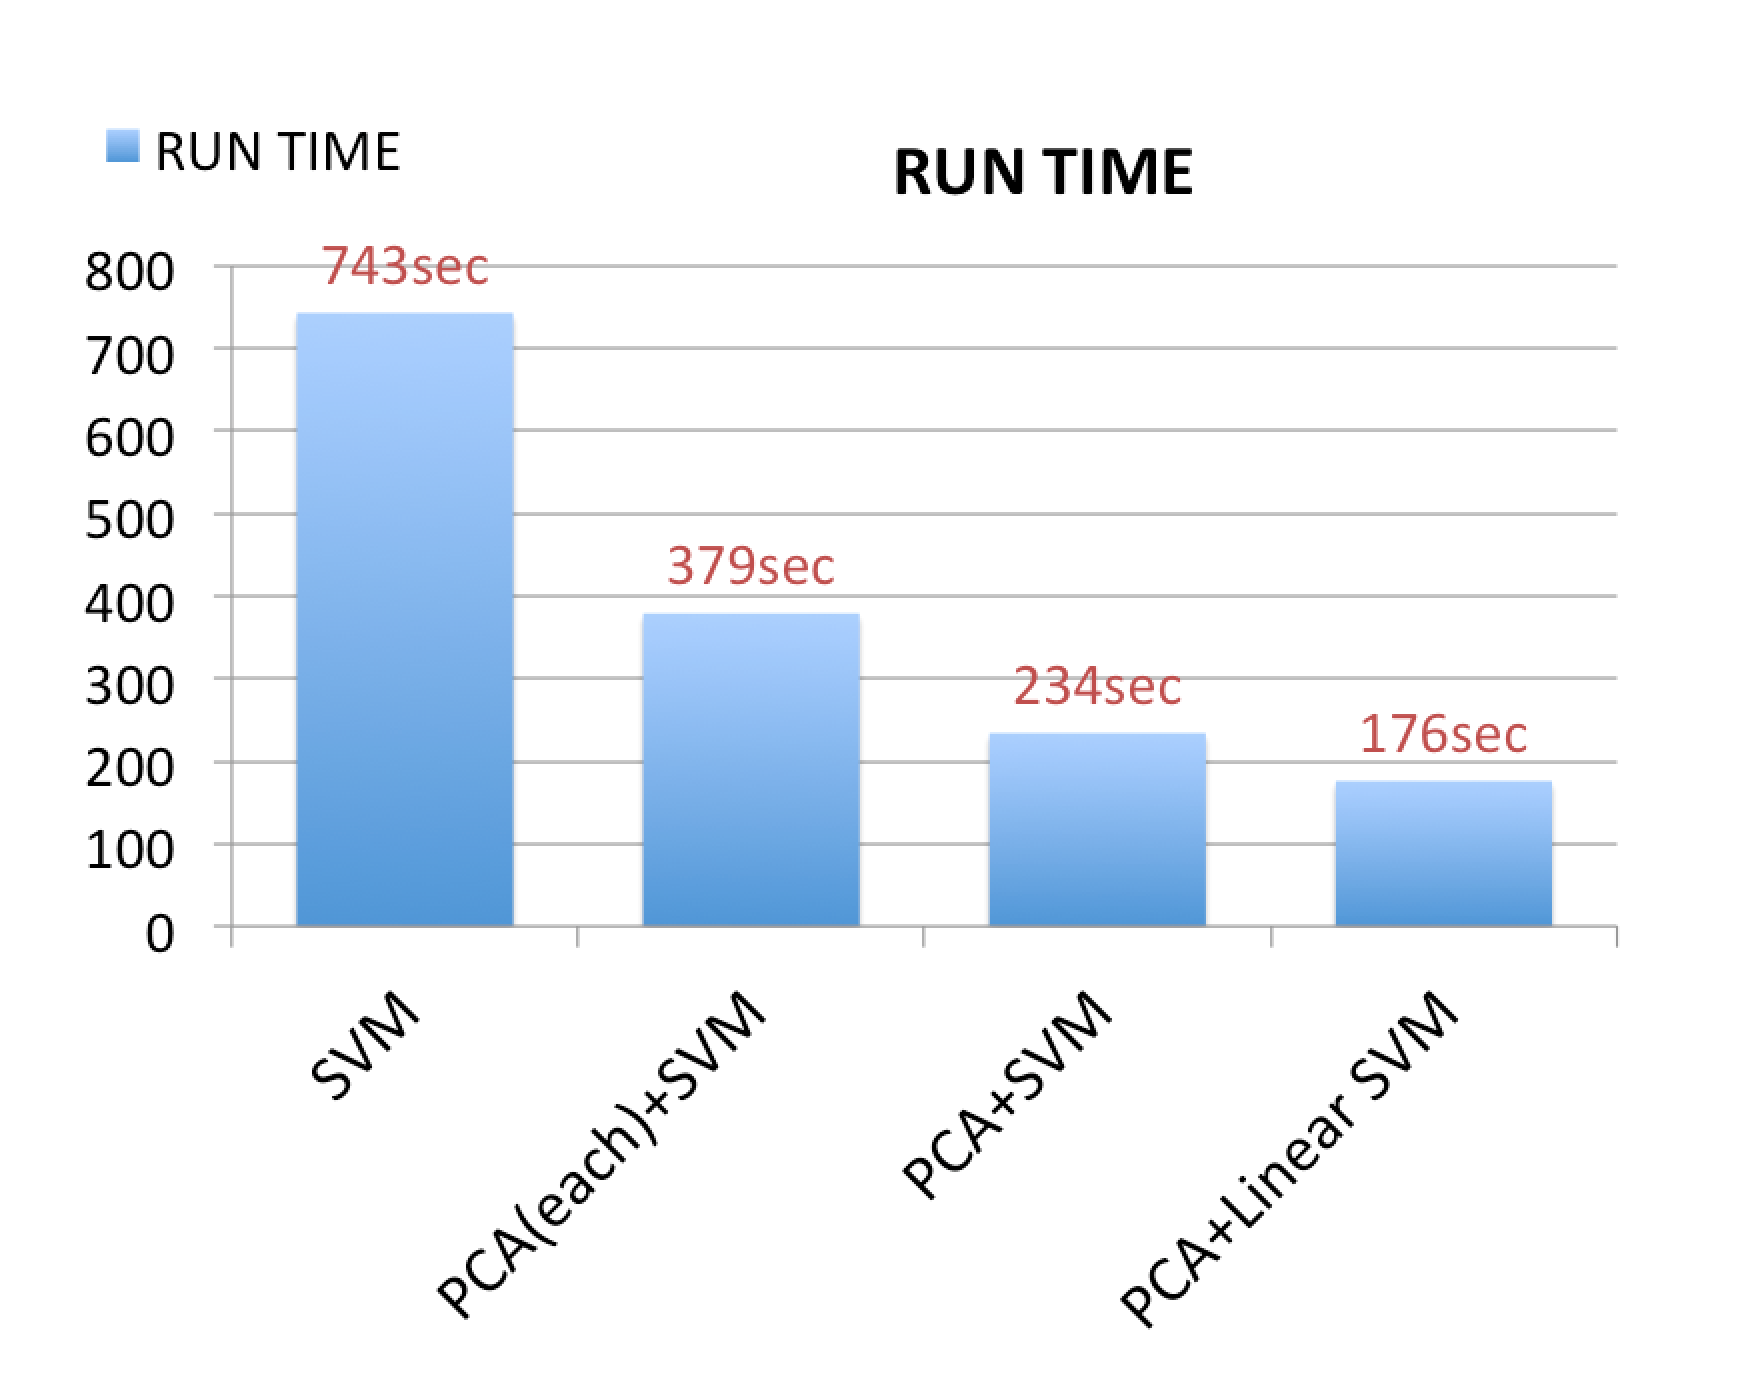 RUN TIME
RUN TIME
800
700
600
500
400
300
200
100
0
743sec
379sec
234sec
176sec
SVM
PCA(each)+SVM
PCA+SVM
PCA+Linear SVM